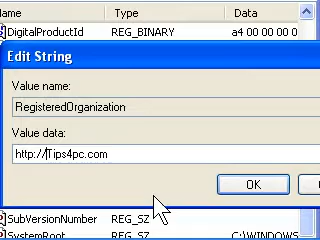 Name Type Data
DigitalProductId REG_BINARY a4 00 00 00 0
Edit String
Value name:
RegisteredOrganization
Value data:
http://Tips4pc.com
OK
SubVersionNumber REG_SZ
SystemRoot REG_SZ C:\WINDOWS